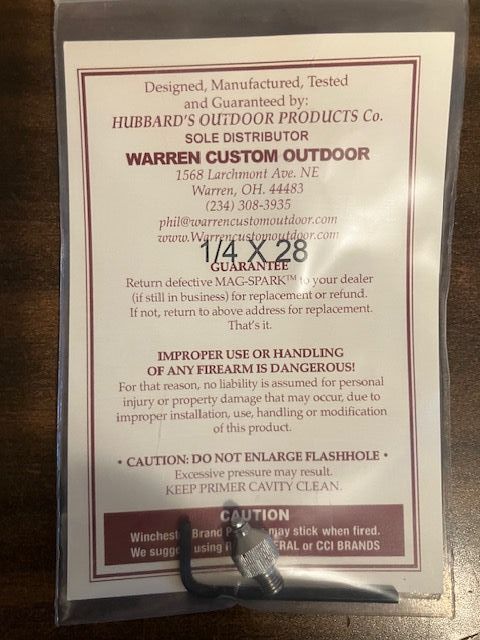 Designed, Manufactured, Tested
and Guaranteed by:
HUBBARD'S OUTDOOR PRODUCTS Co.
SOLE DISTRIBUTOR
WARREN CUSTOM OUTDOOR
1568 Larchmont Ave. NE
Warren, OH. 44483
(234) 308-3935
phil@warrencustomoutdoor.com
www.Warrencustomoutdoor.com
1/4 X 28
GUARANTEE
Return defective MAG-SPARK™ to your dealer
(if still in business) for replacement or refund.
If not, return to above address for replacement.
That's it.
IMPROPER USE OR HANDLING
OF ANY FIREARM IS DANGEROUS!
For that reason, no liability is assumed for personal
injury or property damage that may occur, due to
improper installation, use, handling or modification
of this product.
• CAUTION: DO NOT ENLARGE FLASHHOLE •
Excessive pressure may result.
KEEP PRIMER CAVITY CLEAN.
CAUTION
Brand may stick when fired.
We using or CCI BRANDS